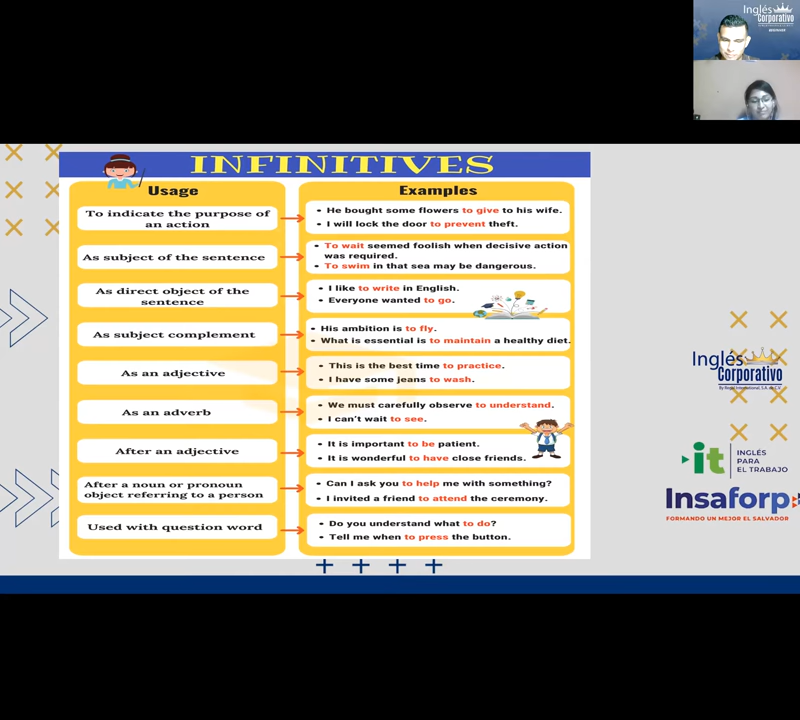 Inglés
Corporativo
INFINITIVES
Usage
Examples
To indicate the purpose of
an action
• He bought some flowers to give to his wife.
• I will lock the door to prevent theft.
As subject of the sentence
• To wait seemed foolish when decisive action
was required.
• To swim in that sea may be dangerous.
As direct object of the
sentence
• I like to write in English.
• Everyone wanted to go.
As subject complement
• His ambition is to fly.
• What is essential is to maintain a healthy diet.
As an adjective
• This is the best time to practice.
• I have some jeans to wash.
As an adverb
• We must carefully observe to understand.
• I can't wait to see.
After an adjective
• It is important to be patient.
• It is wonderful to have close friends.
After a noun or pronoun
object referring to a person
• Can I ask you to help me with something?
• I invited a friend to attend the ceremony.
Used with question word
• Do you understand what to do?
• Tell me when to press the button.
Inglés
Corporativo
By Regal International, S.A. de C.V.
it
INGLÉS
PARA
EL TRABAJO
Insaforp
FORMANDO UN MEJOR EL SALVADOR